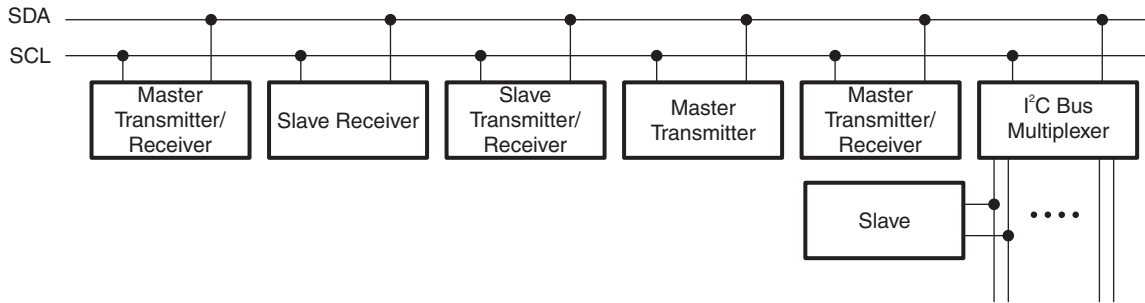 SDA
SCL
Master
Transmitter/
Receiver
Slave Receiver
Slave
Transmitter/
Receiver
Master
Transmitter
Master
Transmitter/
Receiver
I²C Bus
Multiplexer
Slave